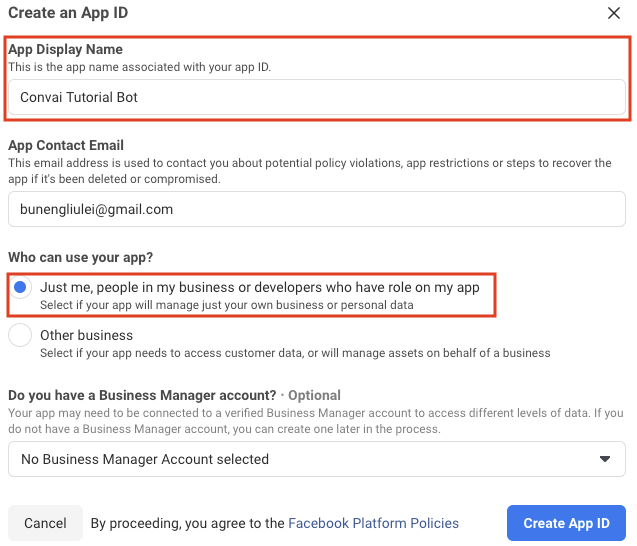 Create an App ID
App Display Name
This is the app name associated with your app ID.
Convai Tutorial Bot
App Contact Email
This email address is used to contact you about potential policy violations, app restrictions or steps to recover the
app if it's been deleted or compromised.
bunengliulei@gmail.com
Who can use your app?
Just me, people in my business or developers who have role on my app
Select if your app will manage just your own business or personal data
Other business
Select if your app needs to access customer data, or will manage assets on behalf of a business
Do you have a Business Manager account? · Optional
Your app may need to be connected to a verified Business Manager account to access different levels of data. If you
do not have a Business Manager account, you can create one later in the process.
No Business Manager Account selected
Cancel By proceeding, you agree to the Facebook Platform Policies Create App ID